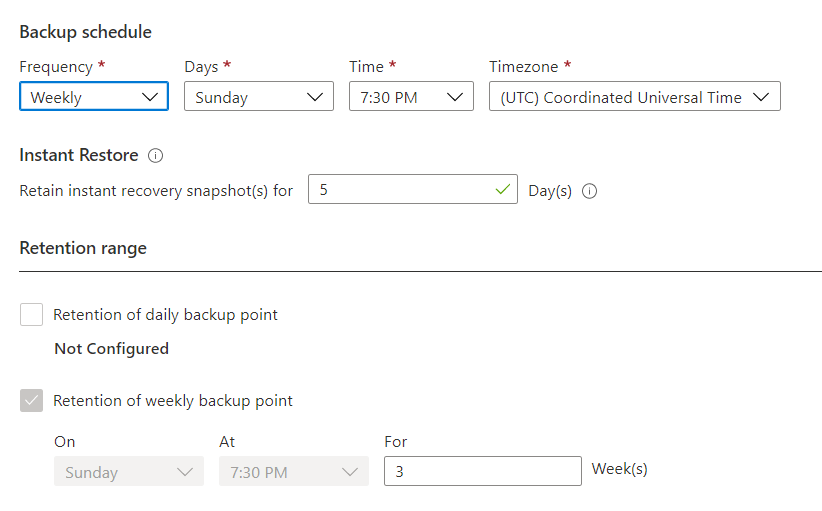 Backup schedule
Frequency * Days * Time * Timezone *
Weekly Sunday 7:30 PM (UTC) Coordinated Universal Time
Instant Restore
Retain instant recovery snapshot(s) for 5 Day(s)
Retention range
Retention of daily backup point
Not Configured
Retention of weekly backup point
On At For
Sunday 7:30 PM 3 Week(s)